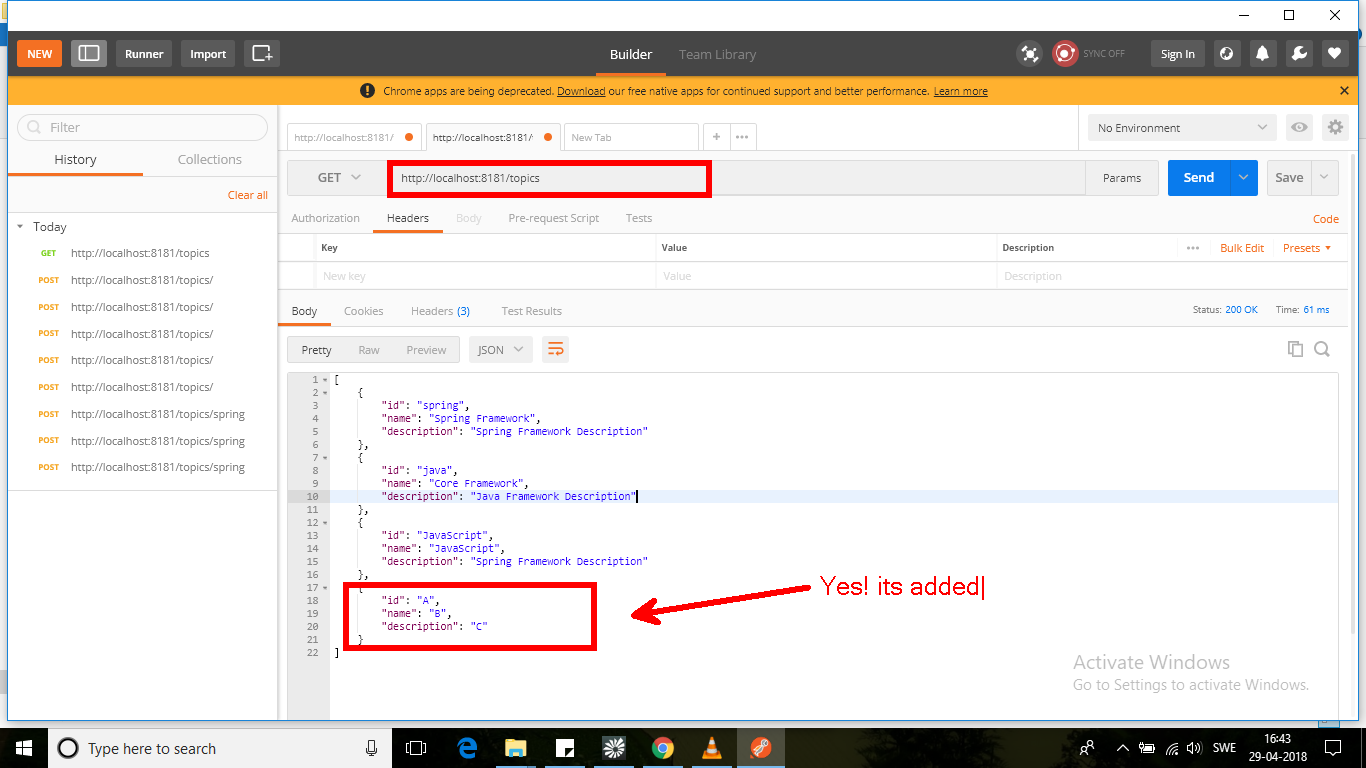 NEW
Runner
Import
Builder
Team Library
SYNC OFF
Sign In
Chrome apps are being deprecated. Download our free native apps for continued support and better performance. Learn more
Filter
History
Collections
Clear all
Today
GET http://localhost:8181/topics
POST http://localhost:8181/topics/
POST http://localhost:8181/topics/
POST http://localhost:8181/topics/
POST http://localhost:8181/topics/
POST http://localhost:8181/topics/
POST http://localhost:8181/topics/spring
POST http://localhost:8181/topics/spring
POST http://localhost:8181/topics/spring
http://localhost:8181/
http://localhost:8181/
New Tab
No Environment
GET
http://localhost:8181/topics
Params
Send
Save
Authorization
Headers
Body
Pre-request Script
Tests
Code
Key
Value
Description
Bulk Edit
Presets
New key
Value
Description
Body
Cookies
Headers (3)
Test Results
Status: 200 OK
Time: 61 ms
Pretty
Raw
Preview
JSON
1 [
2 {
3 "id": "spring",
4 "name": "Spring Framework",
5 "description": "Spring Framework Description"
6 },
7 {
8 "id": "java",
9 "name": "Core Framework",
10 "description": "Java Framework Description"
11 },
12 {
13 "id": "JavaScript",
14 "name": "JavaScript",
15 "description": "Spring Framework Description"
16 },
17 {
18 "id": "A",
19 "name": "B",
20 "description": "C"
21 }
22 ]
Yes! its added
Activate Windows
Go to Settings to activate Windows.
Type here to search
SWE
16:43
29-04-2018